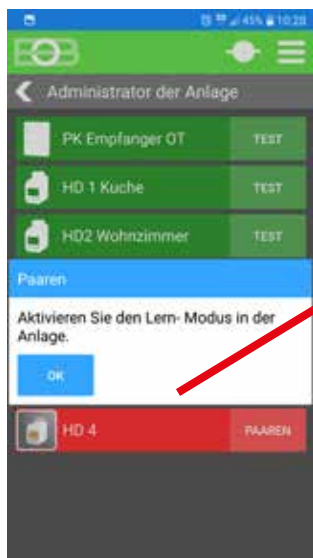 45% 10:28
EOB
Administrator der Anlage
PK Empfanger OT TEST
HD 1 Kuche TEST
HD2 Wohnzimmer TEST
Paaren
Aktivieren Sie den Lern- Modus in der
Anlage.
OK
HD 4 PAAREN